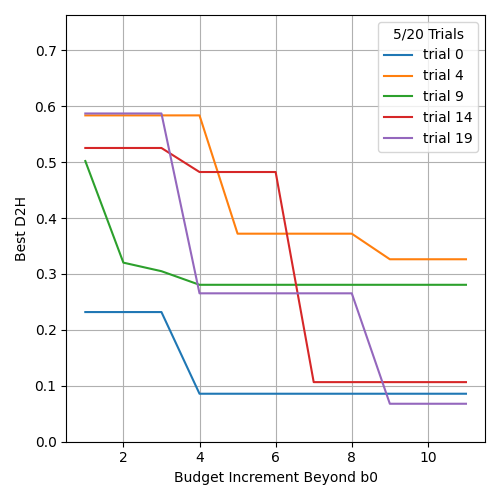 5/20 Trials
trial 0
trial 4
trial 9
trial 14
trial 19
0.7
0.6
0.5
0.4
0.3
0.2
0.1
0.0
Best D2H
2 4 6 8 10
Budget Increment Beyond b0